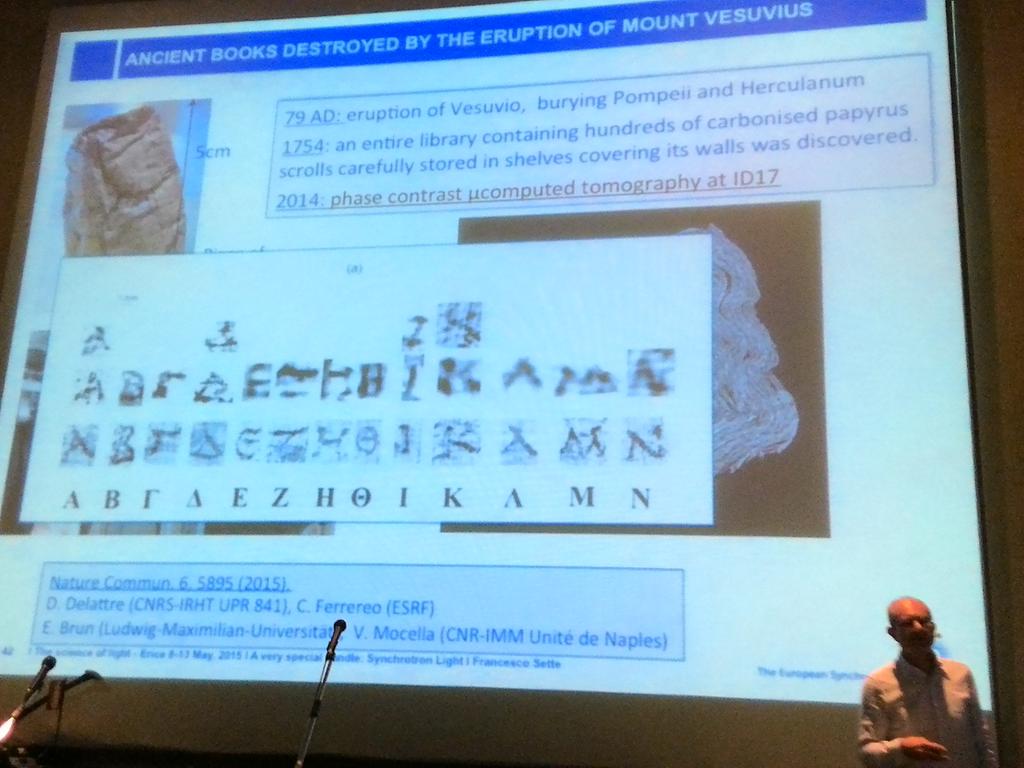 ANCIENT BOOKS DESTROYED BY THE ERUPTION OF MOUNT VESUVIUS
79 AD: eruption of Vesuvio, burying Pompeii and Herculanum
1754: an entire library containing hundreds of carbonised papyrus
scrolls carefully stored in shelves covering its walls was discovered.
2014: phase contrast μcomputed tomography at ID17
5cm
(a)
Α Β Γ Δ Ε Ζ Η Θ Ι Κ Λ Μ Ν
Nature Commun. 6, 5895 (2015).
D. Delattre (CNRS-IRHT UPR 841), C. Ferrereo (ESRF)
E. Brun (Ludwig-Maximilian-Universitat V. Mocella (CNR-IMM Unité de Naples)
42 l The science of light - Erice 8-13 May, 2015 l A very special Synchrotron Light l Francesco Sette
The European